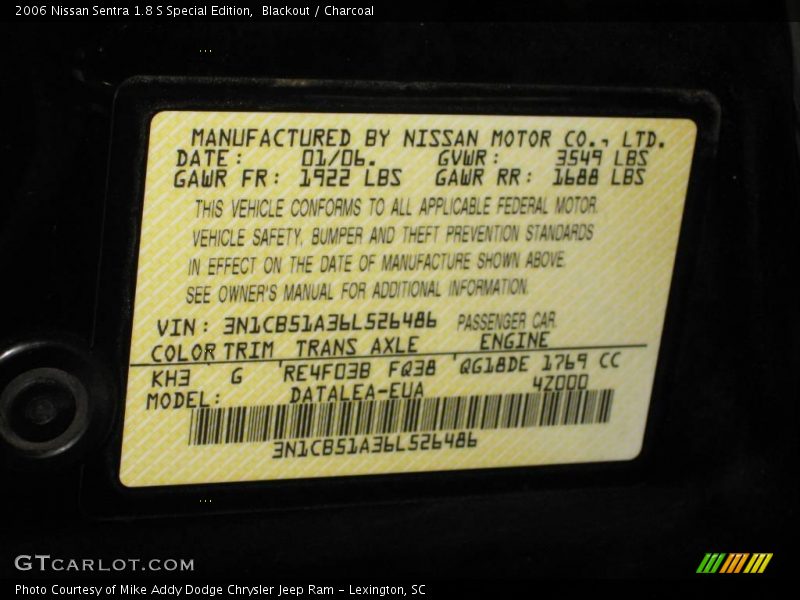 2006 Nissan Sentra 1.8 S Special Edition,  Blackout / Charcoal
MANUFACTURED BY NISSAN MOTOR CO., LTD.
DATE: 01/06. GVWR: 3549 LBS
GAWR FR: 1922 LBS GAWR RR: 1688 LBS
THIS VEHICLE CONFORMS TO ALL APPLICABLE FEDERAL MOTOR
VEHICLE SAFETY, BUMPER AND THEFT PREVENTION STANDARDS
IN EFFECT ON THE DATE OF MANUFACTURE SHOWN ABOVE.
SEE OWNER'S MANUAL FOR ADDITIONAL INFORMATION.
VIN: 3N1CB51A36L526486 PASSENGER CAR
COLOR TRIM TRANS AXLE ENGINE
KH3 G RE4F03B FQ38 QG18DE 1769 CC
MODEL: DATALEA-EUA 4Z000
3N1CB51A36L526486
GTCARLOT.COM
Photo Courtesy of Mike Addy Dodge Chrysler Jeep Ram – Lexington, SC